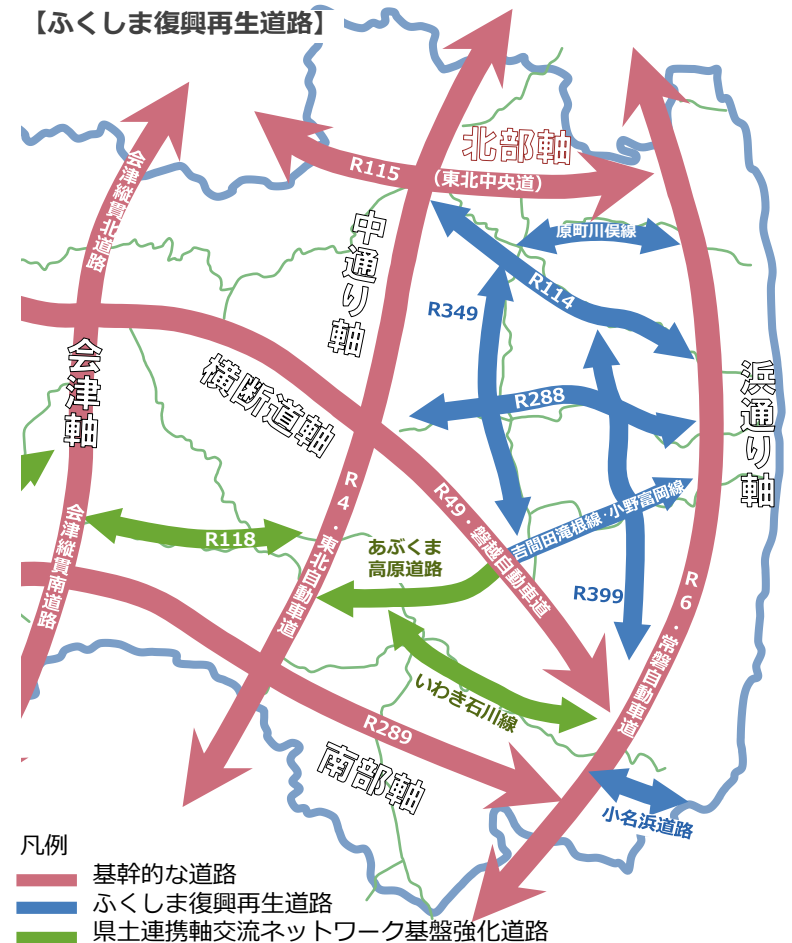 【ふくしま復興再生道路】
北部軸
R115
（東北中央道）
会津縦貫北道路
中通り軸
原町川俣線
R114
R349
会津軸
横断道軸
浜通り軸
R288
R4・東北自動車道
R49・磐越自動車道
吉間田滝根線・小野富岡線
会津縦貫南道路
R118
あぶくま
高原道路
R399
R6・常磐自動車道
いわき石川線
R289
南部軸
小名浜道路
凡例
基幹的な道路
ふくしま復興再生道路
県土連携軸交流ネットワーク基盤強化道路